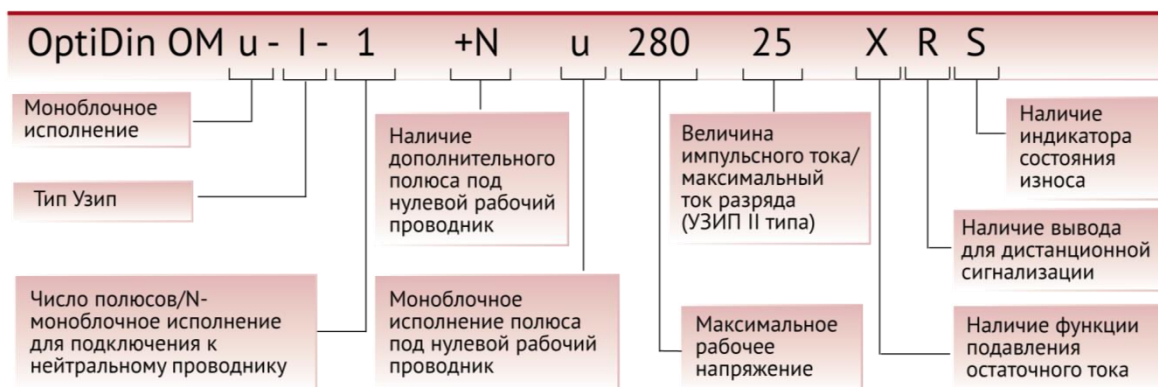 OptiDin OM u - I - 1 +N u 280 25 X R S
Моноблочное
исполнение
Тип Узип
Число полюсов/N-
моноблочное исполнение
для подключения к
нейтральному проводнику
Наличие
дополнительного
полюса под
нулевой рабочий
проводник
Моноблочное
исполнение полюса
под нулевой рабочий
проводник
Величина
импульсного тока/
максимальный
ток разряда
(УЗИП II типа)
Максимальное
рабочее
напряжение
Наличие
индикатора
состояния
износа
Наличие вывода
для дистанционной
сигнализации
Наличие функции
подавления
остаточного тока